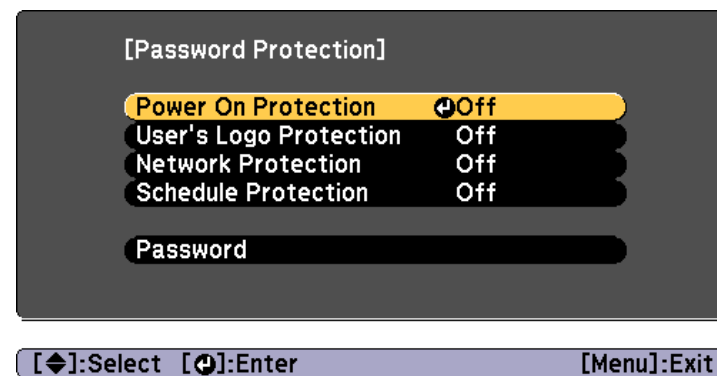 [Password Protection]
Power On Protection Off
User's Logo Protection Off
Network Protection Off
Schedule Protection Off
Password
[◆]:Select [⏎]:Enter [Menu]:Exit